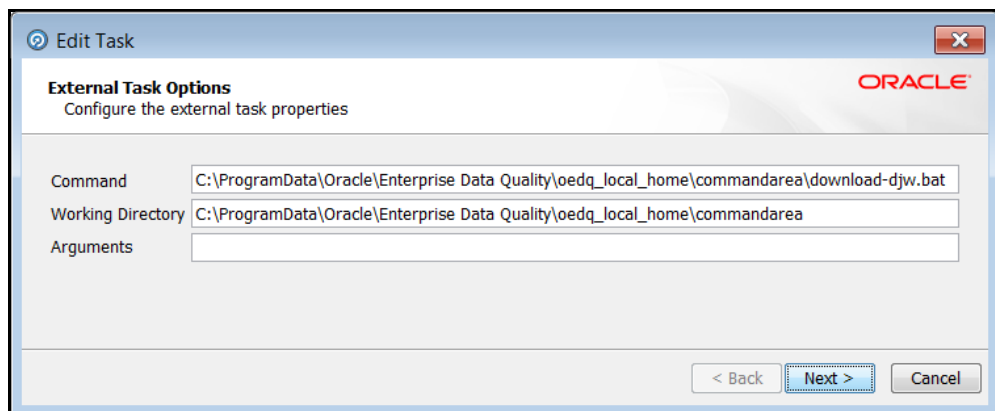 Edit Task
External Task Options
ORACLE
Configure the external task properties
Command C:\ProgramData\Oracle\Enterprise Data Quality\oedq_local_home\commandarea\download-djw.bat
Working Directory C:\ProgramData\Oracle\Enterprise Data Quality\oedq_local_home\commandarea
Arguments
< Back Next > Cancel